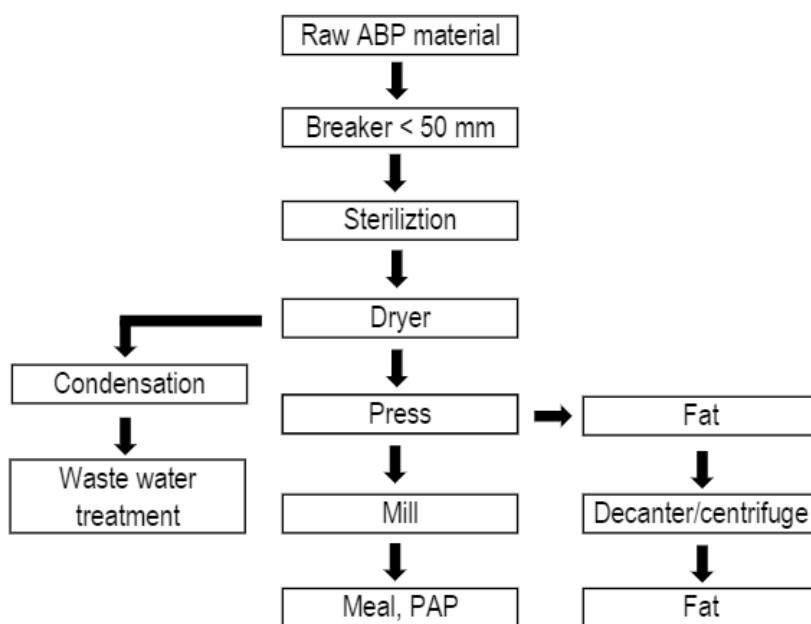 Raw ABP material
Breaker < 50 mm
Steriliztion
Dryer
Condensation
Press
Fat
Waste water
treatment
Mill
Decanter/centrifuge
Meal, PAP
Fat